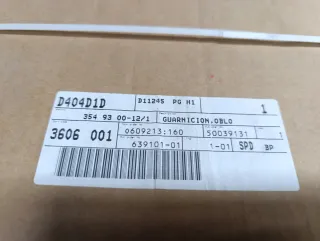 D404D1D D11245 PG H1 1
354 93 00-12/1 GUARNICION.OBLO
3606 001 0609213:160 50039131 1
639101-01 1-01 SPD BP